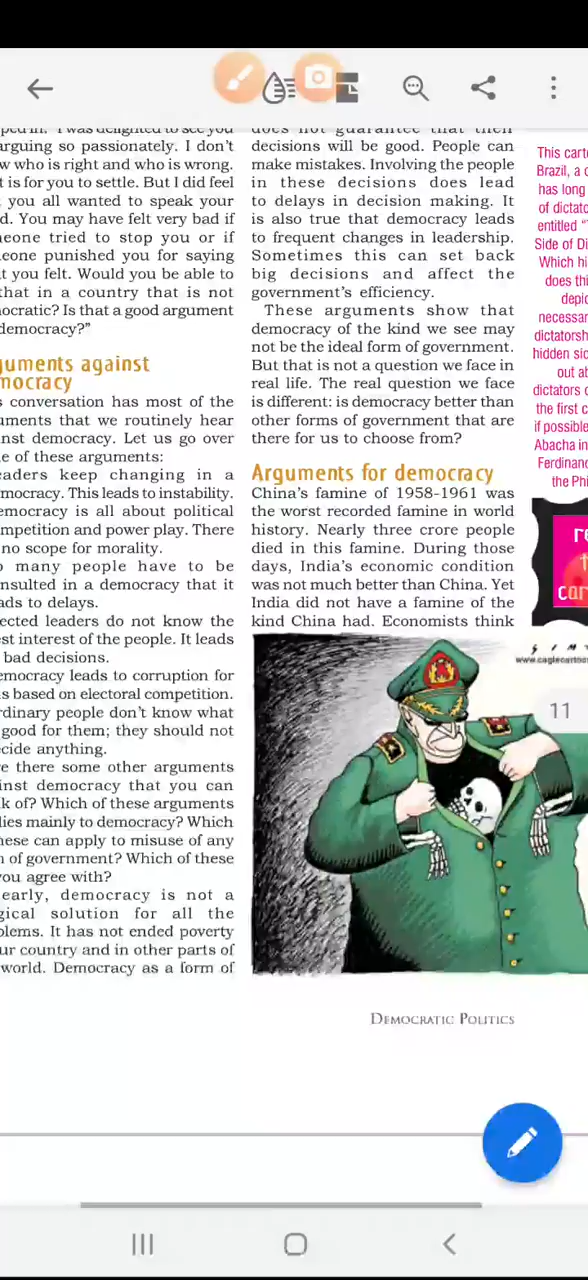 arguing so passionately. I don't
w who is right and who is wrong.
t is for you to settle. But I did feel
you all wanted to speak your
d. You may have felt very bad if
eone tried to stop you or if
eone punished you for saying
t you felt. Would you be able to
that in a country that is not
ocratic? Is that a good argument
democracy?"
guments against
mocracy
s conversation has most of the
uments that we routinely hear
inst democracy. Let us go over
e of these arguments:
eaders keep changing in a
mocracy. This leads to instability.
emocracy is all about political
mpetition and power play. There
no scope for morality.
o many people have to be
nsulted in a democracy that it
ads to delays.
ected leaders do not know the
est interest of the people. It leads
bad decisions.
emocracy leads to corruption for
s based on electoral competition.
rdinary people don't know what
good for them; they should not
cide anything.
e there some other arguments
inst democracy that you can
k of? Which of these arguments
lies mainly to democracy? Which
hese can apply to misuse of any
n of government? Which of these
you agree with?
early, democracy is not a
gical solution for all the
blems. It has not ended poverty
ur country and in other parts of
world. Democracy as a form of
does not guarantee that their
decisions will be good. People can
make mistakes. Involving the people
in these decisions does lead
to delays in decision making. It
is also true that democracy leads
to frequent changes in leadership.
Sometimes this can set back
big decisions and affect the
government's efficiency.
These arguments show that
democracy of the kind we see may
not be the ideal form of government.
But that is not a question we face in
real life. The real question we face
is different: is democracy better than
other forms of government that are
there for us to choose from?
Arguments for democracy
China's famine of 1958-1961 was
the worst recorded famine in world
history. Nearly three crore people
died in this famine. During those
days, India's economic condition
was not much better than China. Yet
India did not have a famine of the
kind China had. Economists think
This cart
Brazil, a c
has long
of dictato
entitled "
Side of Di
Which hi
does thi
depic
necessar
dictatorsh
hidden sid
out ab
dictators c
the first c
if possible
Abacha in
Ferdinand
the Phi
re
t
car
www.caglecartoo
11
DEMOCRATIC POLITICS